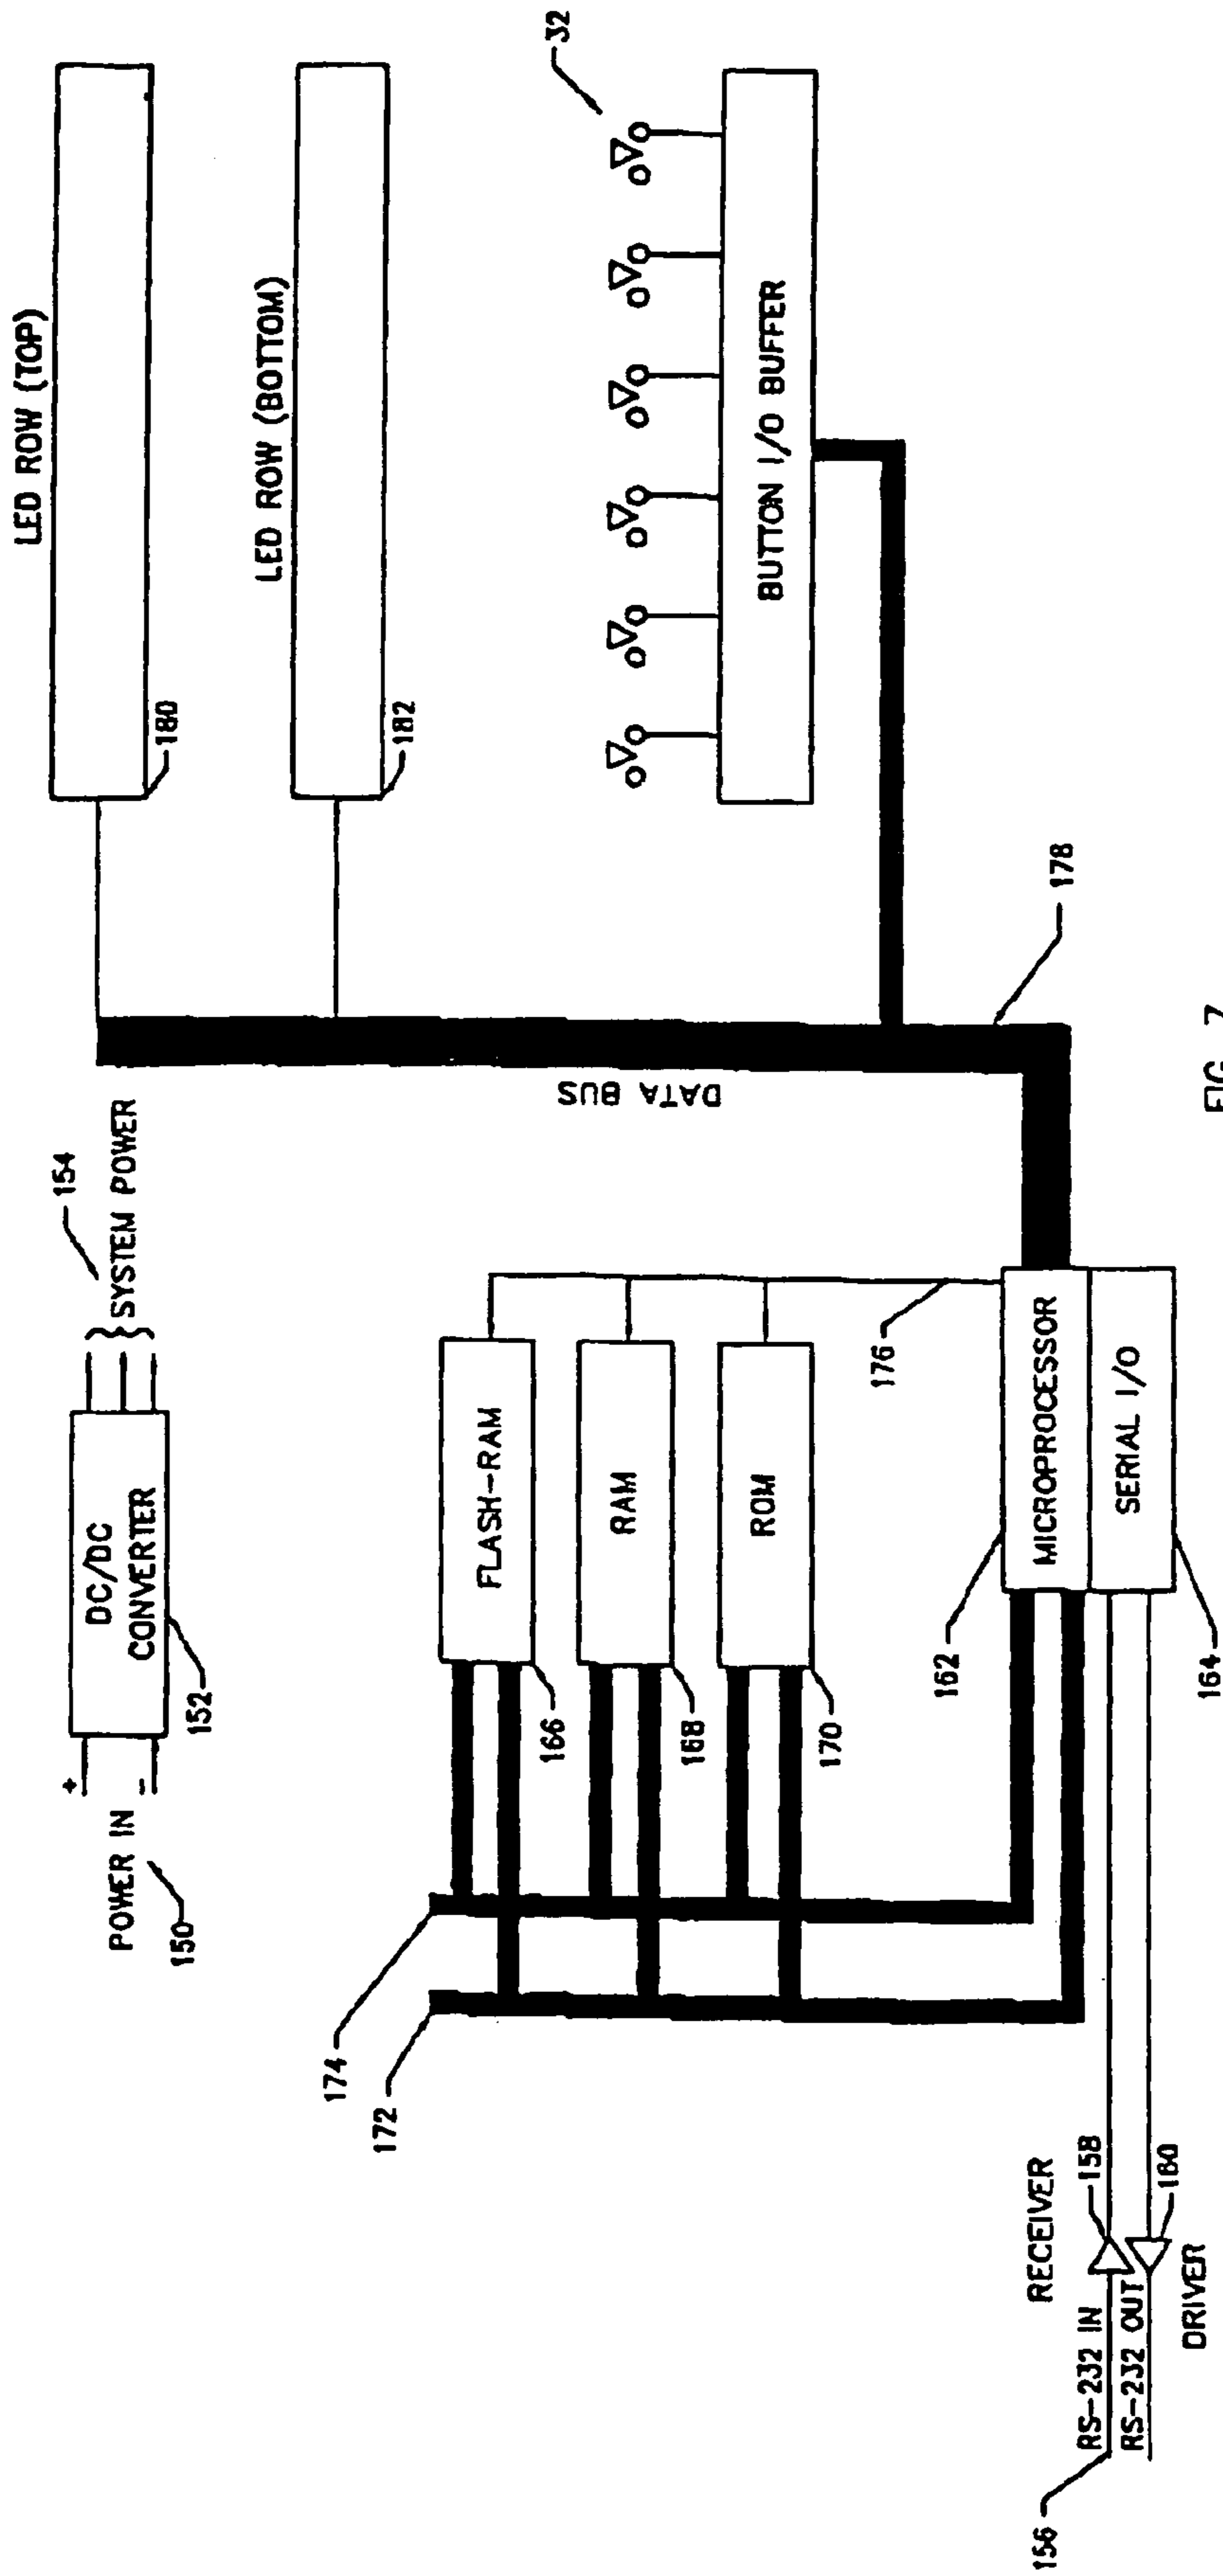 LED ROW (TOP)
180
LED ROW (BOTTOM)
182
32
BUTTON I/O BUFFER
POWER IN
+
-
150
DC/DC
CONVERTER
152
SYSTEM POWER
154
DATA BUS
178
FLASH-RAM
166
RAM
168
ROM
170
174
172
176
MICROPROCESSOR
162
SERIAL I/O
164
RECEIVER
158
RS-232 IN
RS-232 OUT
156
160
DRIVER
FIG. 7